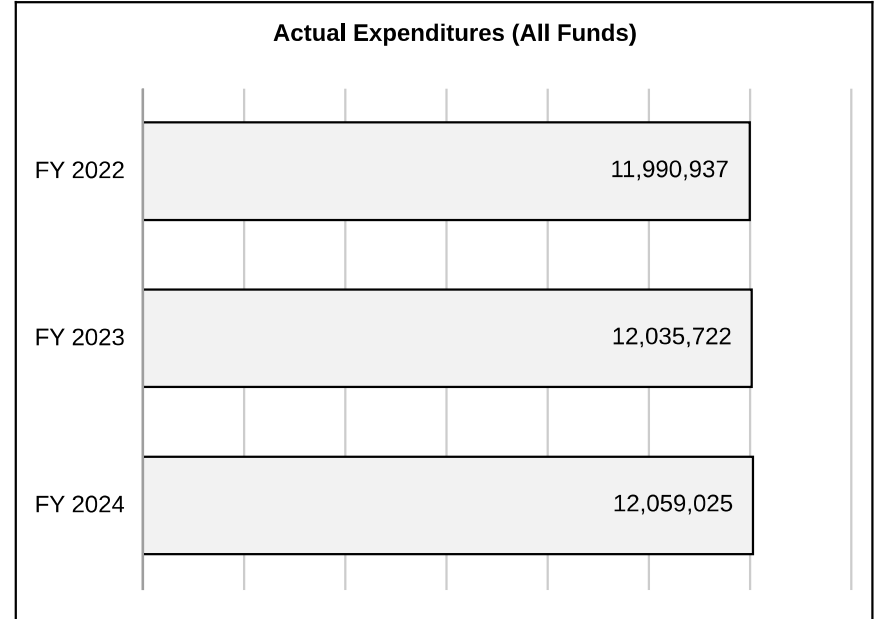 Actual Expenditures (All Funds)
FY 2022 11,990,937
FY 2023 12,035,722
FY 2024 12,059,025